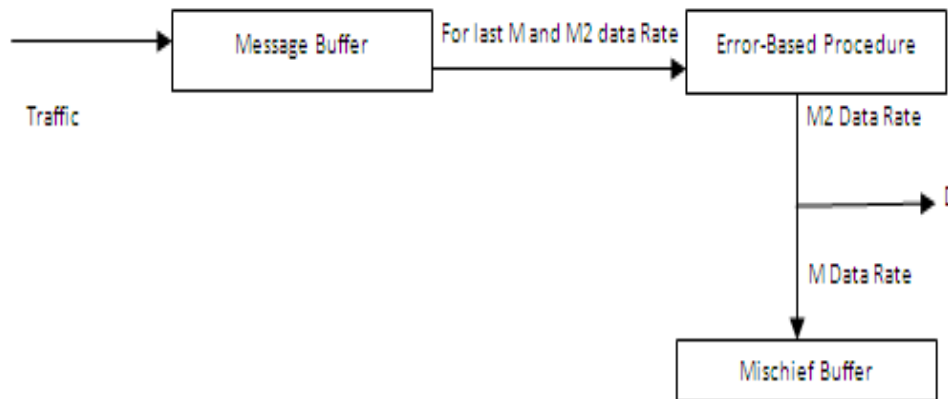 Message Buffer
For last M and M2 data Rate
Error-Based Procedure
Traffic
M2 Data Rate
M Data Rate
Mischief Buffer